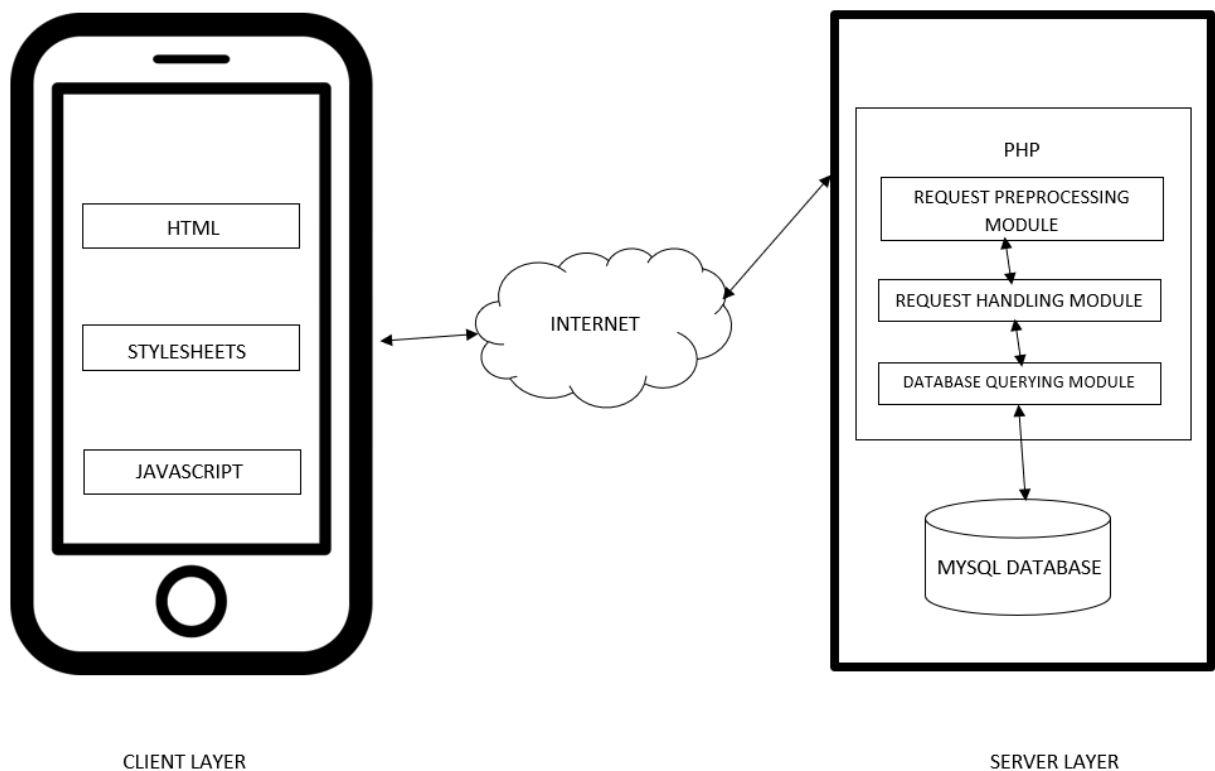 HTML
STYLESHEETS
JAVASCRIPT
INTERNET
PHP
REQUEST PREPROCESSING
MODULE
REQUEST HANDLING MODULE
DATABASE QUERYING MODULE
MYSQL DATABASE
CLIENT LAYER
SERVER LAYER